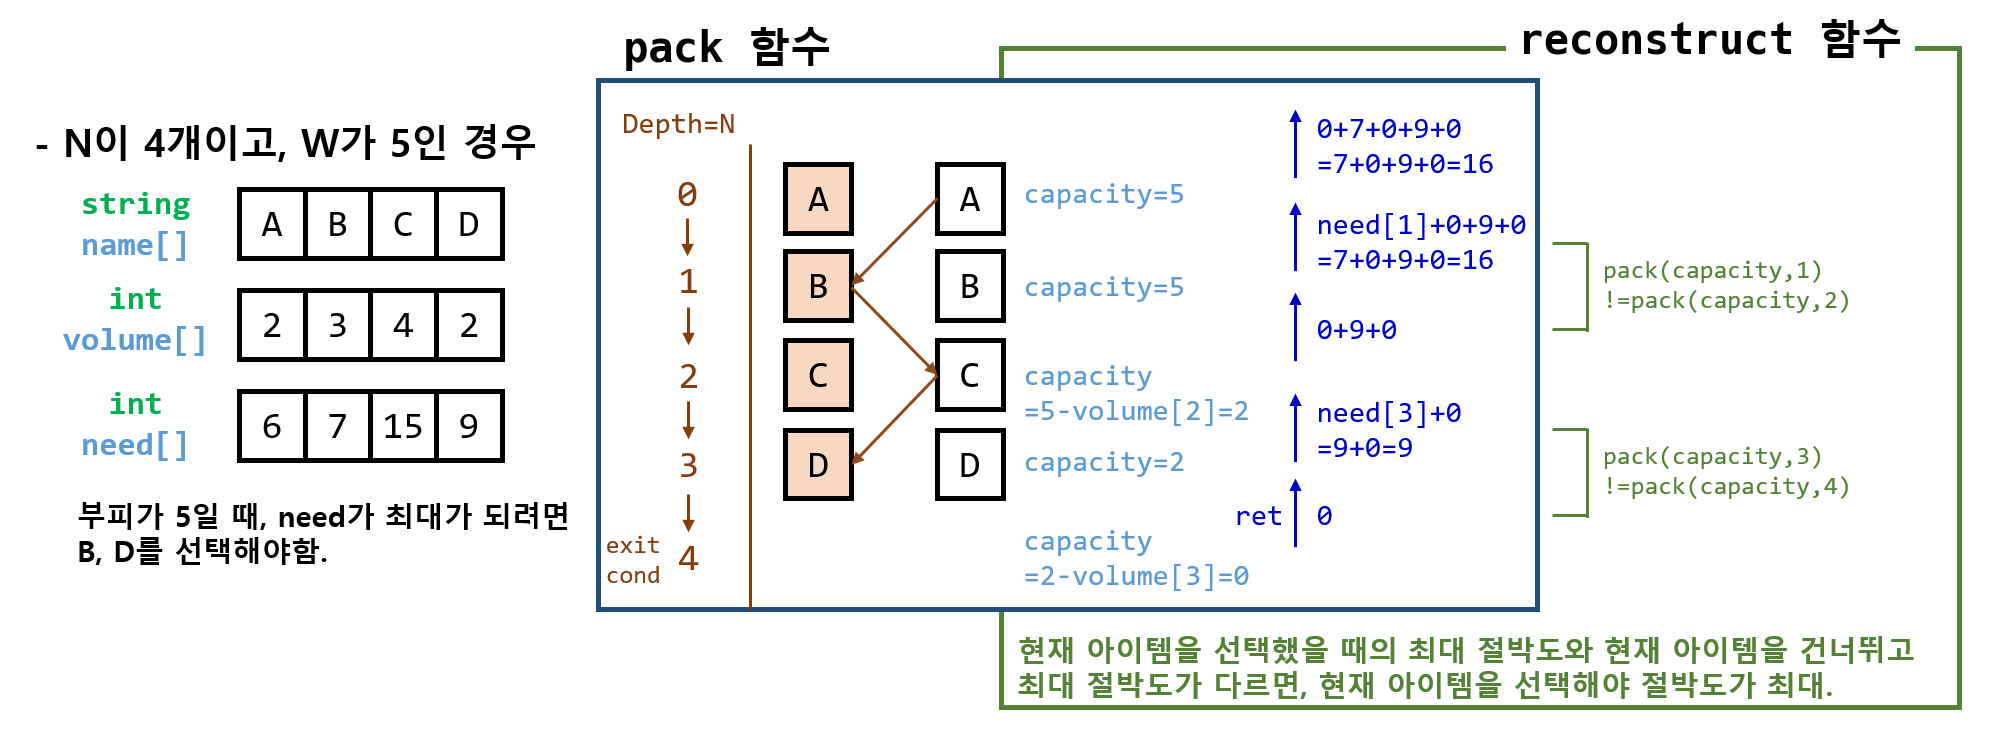 pack 함수
reconstruct 함수
- N이 4개이고, W가 5인 경우
string
name[]
A B C D
int
volume[]
2 3 4 2
int
need[]
6 7 15 9
부피가 5일 때, need가 최대가 되려면
B, D를 선택해야함.
Depth=N
0
1
2
3
exit
cond
4
A A
B B
C C
D D
capacity=5
capacity=5
capacity
=5-volume[2]=2
capacity=2
capacity
=2-volume[3]=0
0+7+0+9+0
=7+0+9+0=16
need[1]+0+9+0
=7+0+9+0=16
0+9+0
need[3]+0
=9+0=9
ret 0
pack(capacity,1)
!=pack(capacity,2)
pack(capacity,3)
!=pack(capacity,4)
현재 아이템을 선택했을 때의 최대 절박도와 현재 아이템을 건너뛰고
최대 절박도가 다르면, 현재 아이템을 선택해야 절박도가 최대.